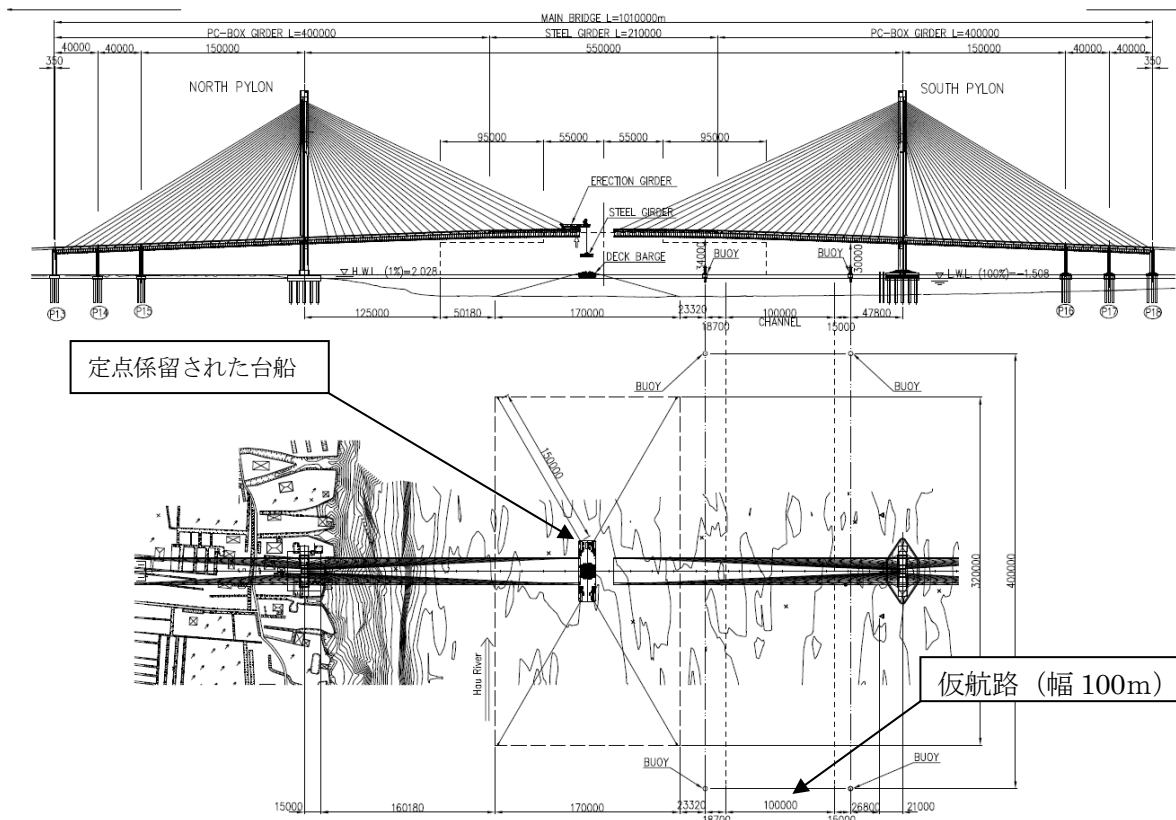 MAIN BRIDGE L=1010000m
PC-BOX GIRDER L=400000
STEEL GIRDER L=210000
PC-BOX GIRDER L=400000
40000
40000
150000
550000
150000
40000
40000
350
350
NORTH PYLON
SOUTH PYLON
95000
55000
55000
95000
ERECTION GIRDER
STEEL GIRDER
DECK BARGE
34000
BUOY
BUOY
30000
H.W.L (1%)=2.028
L.W.L. (100%)=-1.508
P13
P14
P15
P16
P17
P18
125000
50180
170000
23320
18700
100000
CHANNEL
15000
47800
定点係留された台船
BUOY
BUOY
150000
320000
400000
Hau River
仮航路（幅 100m）
BUOY
BUOY
15000
160180
170000
23320
18700
100000
15000
26800
21000